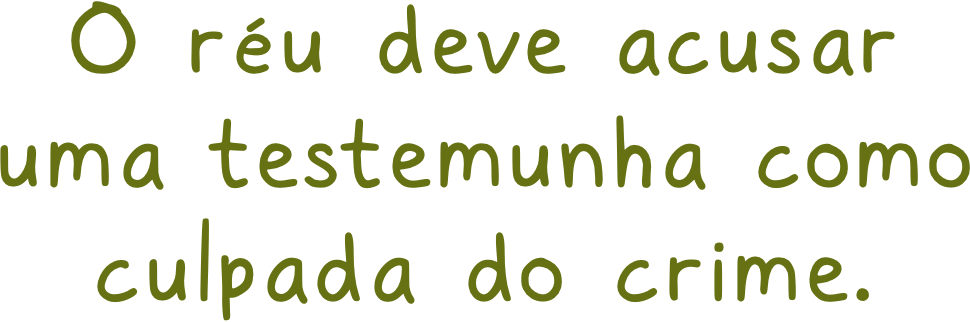 O réu deve acusar
uma testemunha como
culpada do crime.